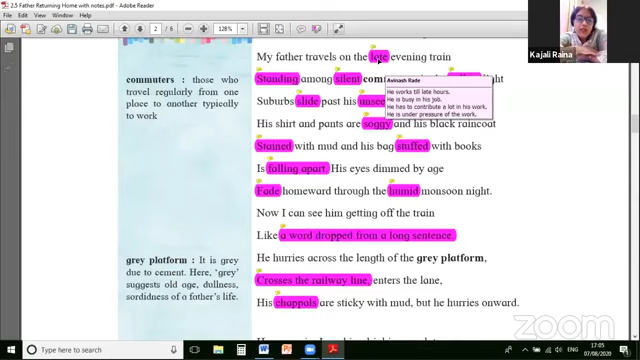 2.5 Father Returning Home with notes.pdf - Adobe Reader
File Edit View Window Help
2 / 6
128%
Kajali Raina
commuters : those who
travel regularly from one
place to another typically
to work
grey platform : It is grey
due to cement. Here, 'grey'
suggests old age, dullness,
sordidness of a father's life.
My father travels on the late evening train
Standing among silent
Suburbs slide past his
His shirt and pants are soggy and his black raincoat
Stained with mud and his bag stuffed with books
Is falling apart. His eyes dimmed by age
Fade homeward through the humid monsoon night.
Now I can see him getting off the train
Like a word dropped from a long sentence.
He hurries across the length of the grey platform,
Crosses the railway line, enters the lane,
His chappals are sticky with mud, but he hurries onward.
Avinash Rade
He works till late hours.
He is busy in his job.
He has to contribute a lot in his work.
He is under pressure of the work.
Type here to search
ENG
17:05
07/08/2020
zoom